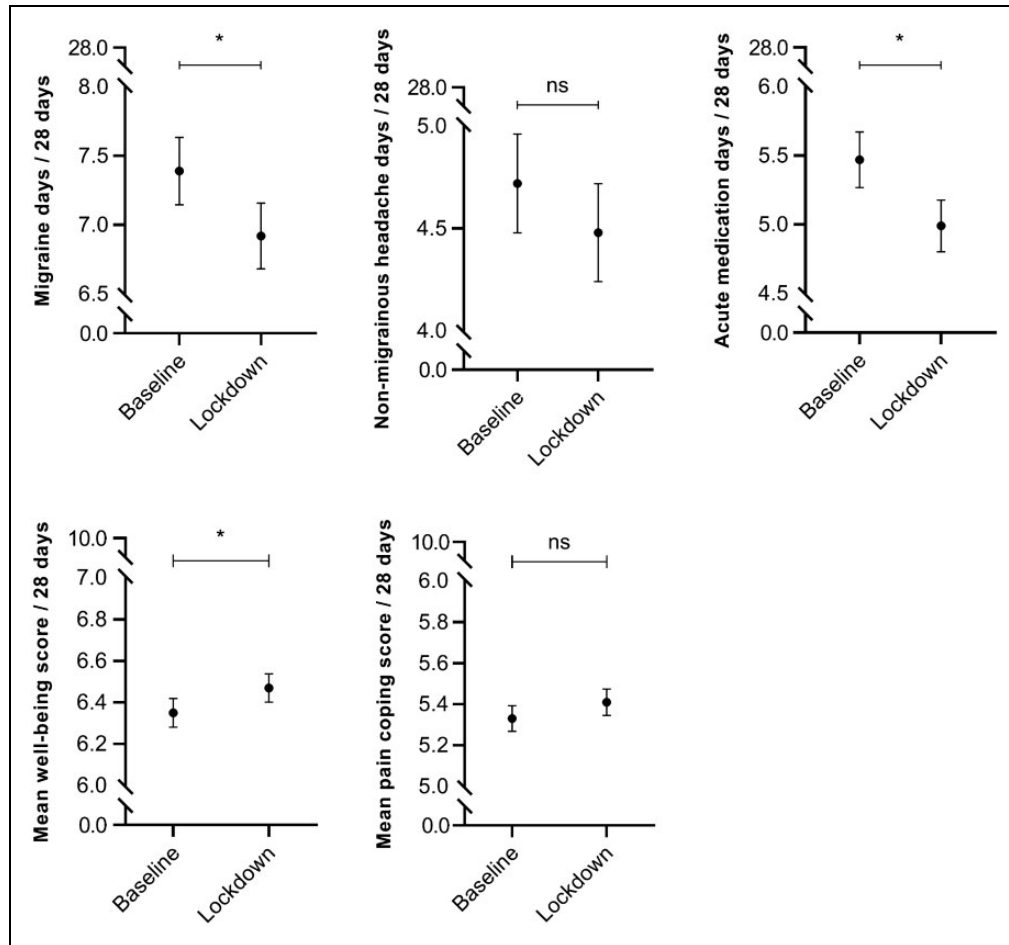 Migraine days / 28 days
28.0
8.0
7.5
7.0
6.5
0.0
*
Baseline
Lockdown
Non-migrainous headache days / 28 days
28.0
5.0
4.5
4.0
0.0
ns
Baseline
Lockdown
Acute medication days / 28 days
28.0
6.0
5.5
5.0
4.5
0.0
*
Baseline
Lockdown
Mean well-being score / 28 days
10.0
7.0
6.8
6.6
6.4
6.2
6.0
0.0
*
Baseline
Lockdown
Mean pain coping score / 28 days
10.0
6.0
5.8
5.6
5.4
5.2
5.0
0.0
ns
Baseline
Lockdown